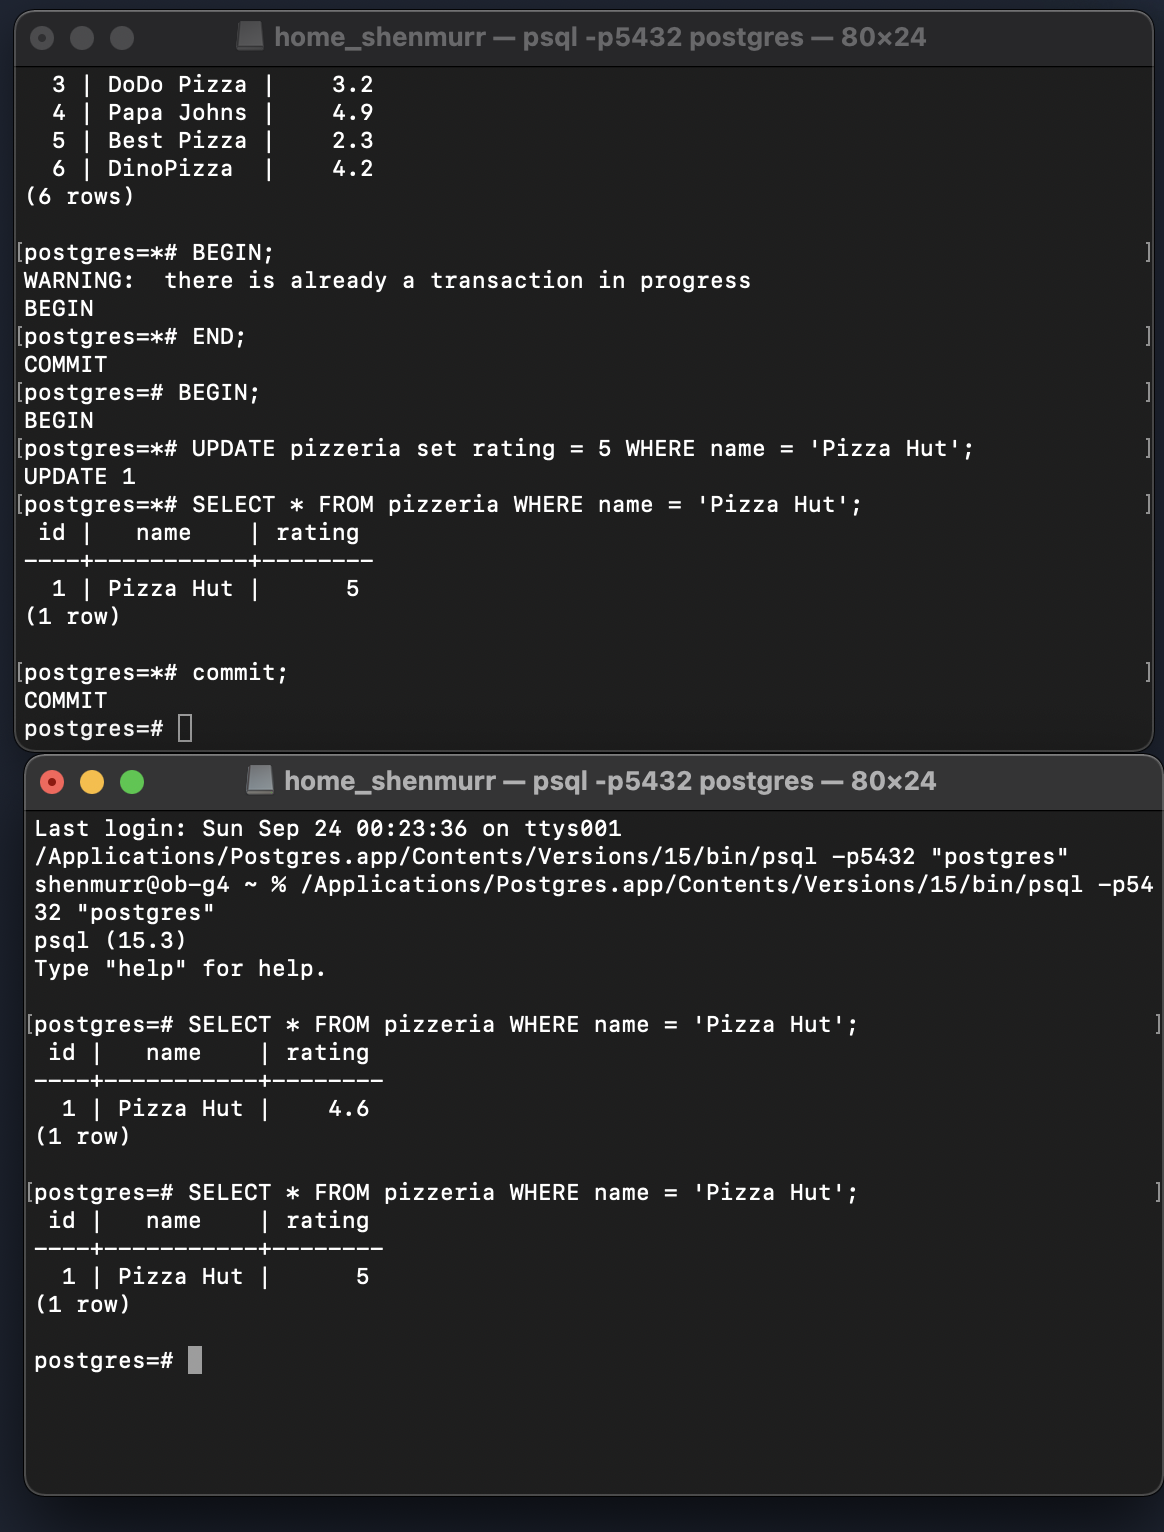 home_shenmurr — psql -p5432 postgres — 80×24
  3 | DoDo Pizza |    3.2
  4 | Papa Johns |    4.9
  5 | Best Pizza |    2.3
  6 | DinoPizza  |    4.2
(6 rows)
[postgres=*# BEGIN; ]
WARNING:  there is already a transaction in progress
BEGIN
[postgres=*# END; ]
COMMIT
[postgres=# BEGIN; ]
BEGIN
[postgres=*# UPDATE pizzeria set rating = 5 WHERE name = 'Pizza Hut'; ]
UPDATE 1
[postgres=*# SELECT * FROM pizzeria WHERE name = 'Pizza Hut'; ]
 id |   name    | rating
----+-----------+--------
  1 | Pizza Hut |      5
(1 row)
[postgres=*# commit; ]
COMMIT
postgres=#
home_shenmurr — psql -p5432 postgres — 80×24
Last login: Sun Sep 24 00:23:36 on ttys001
/Applications/Postgres.app/Contents/Versions/15/bin/psql -p5432 "postgres"
shenmurr@ob-g4 ~ % /Applications/Postgres.app/Contents/Versions/15/bin/psql -p54
32 "postgres"
psql (15.3)
Type "help" for help.
[postgres=# SELECT * FROM pizzeria WHERE name = 'Pizza Hut'; ]
 id |   name    | rating
----+-----------+--------
  1 | Pizza Hut |    4.6
(1 row)
[postgres=# SELECT * FROM pizzeria WHERE name = 'Pizza Hut'; ]
 id |   name    | rating
----+-----------+--------
  1 | Pizza Hut |      5
(1 row)
postgres=#